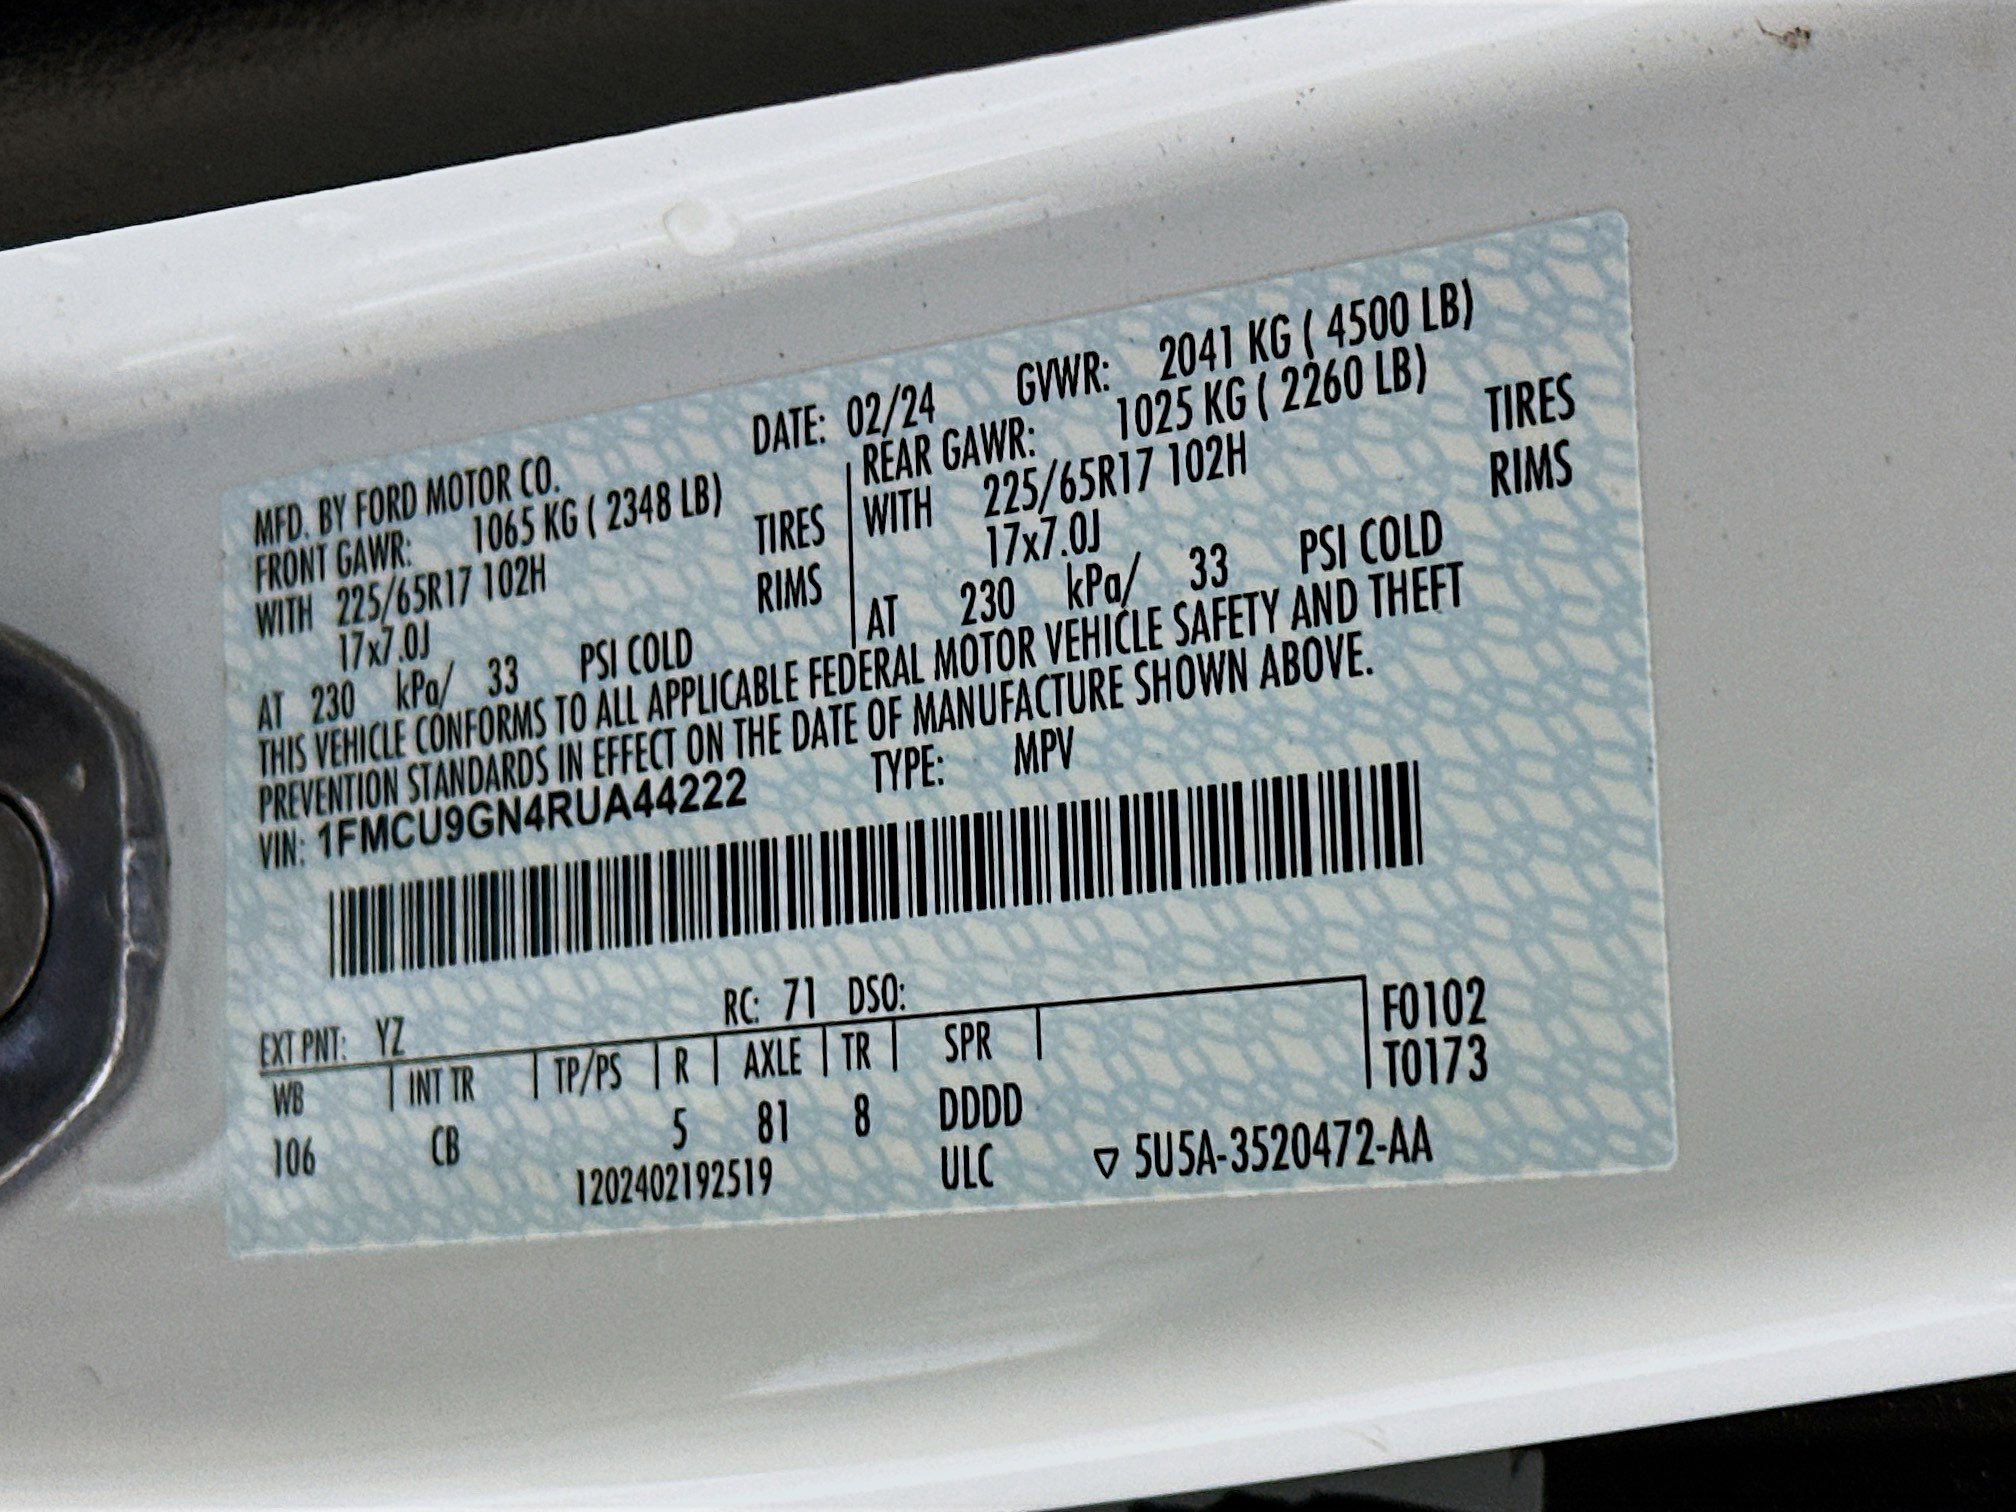 MFD. BY FORD MOTOR CO. DATE: 02/24 GVWR: 2041 KG ( 4500 LB)
FRONT GAWR: 1065 KG ( 2348 LB) REAR GAWR: 1025 KG ( 2260 LB)
WITH 225/65R17 102H TIRES WITH 225/65R17 102H TIRES
17x7.0J RIMS 17x7.0J RIMS
AT 230 kPa/ 33 PSI COLD AT 230 kPa/ 33 PSI COLD
THIS VEHICLE CONFORMS TO ALL APPLICABLE FEDERAL MOTOR VEHICLE SAFETY AND THEFT
PREVENTION STANDARDS IN EFFECT ON THE DATE OF MANUFACTURE SHOWN ABOVE.
VIN: 1FMCU9GN4RUA44222 TYPE: MPV
EXT PNT: YZ RC: 71 DSO:
WB INT TR TP/PS R AXLE TR SPR F0102
106 CB 5 81 8 DDDD T0173
1202402192519 ULC ▽ 5U5A-3520472-AA